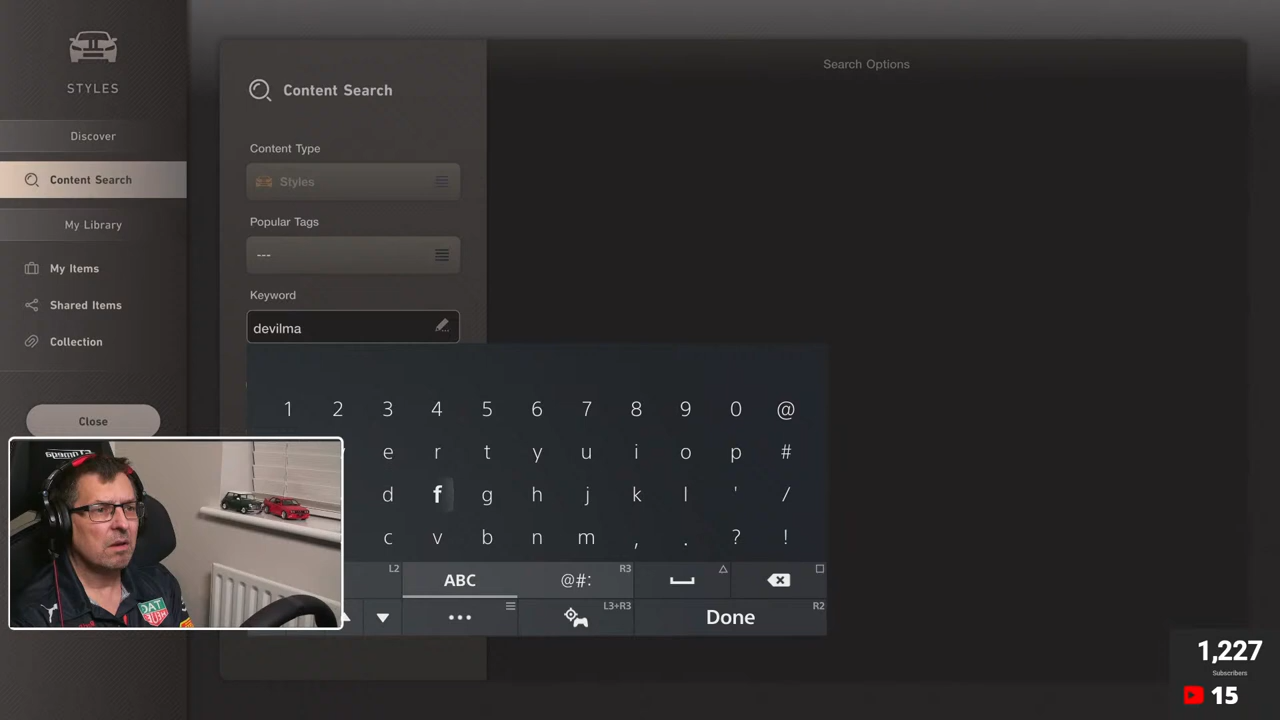 STYLES
Discover
Content Search
My Library
My Items
Shared Items
Collection
Close
Content Search
Content Type
Styles
Popular Tags
---
Keyword
devilma
Search Options
1 2 3 4 5 6 7 8 9 0 @
e r t y u i o p #
d f g h j k l ' /
c v b n m , . ? !
L2 ABC @#: R3
... L3+R3 Done R2
TAG
HEUER
1,227
Subscribers
15